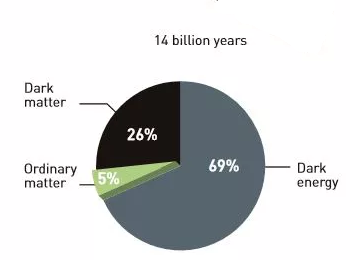 14 billion years
Dark
matter
26%
Ordinary
matter
5%
69%
Dark
energy